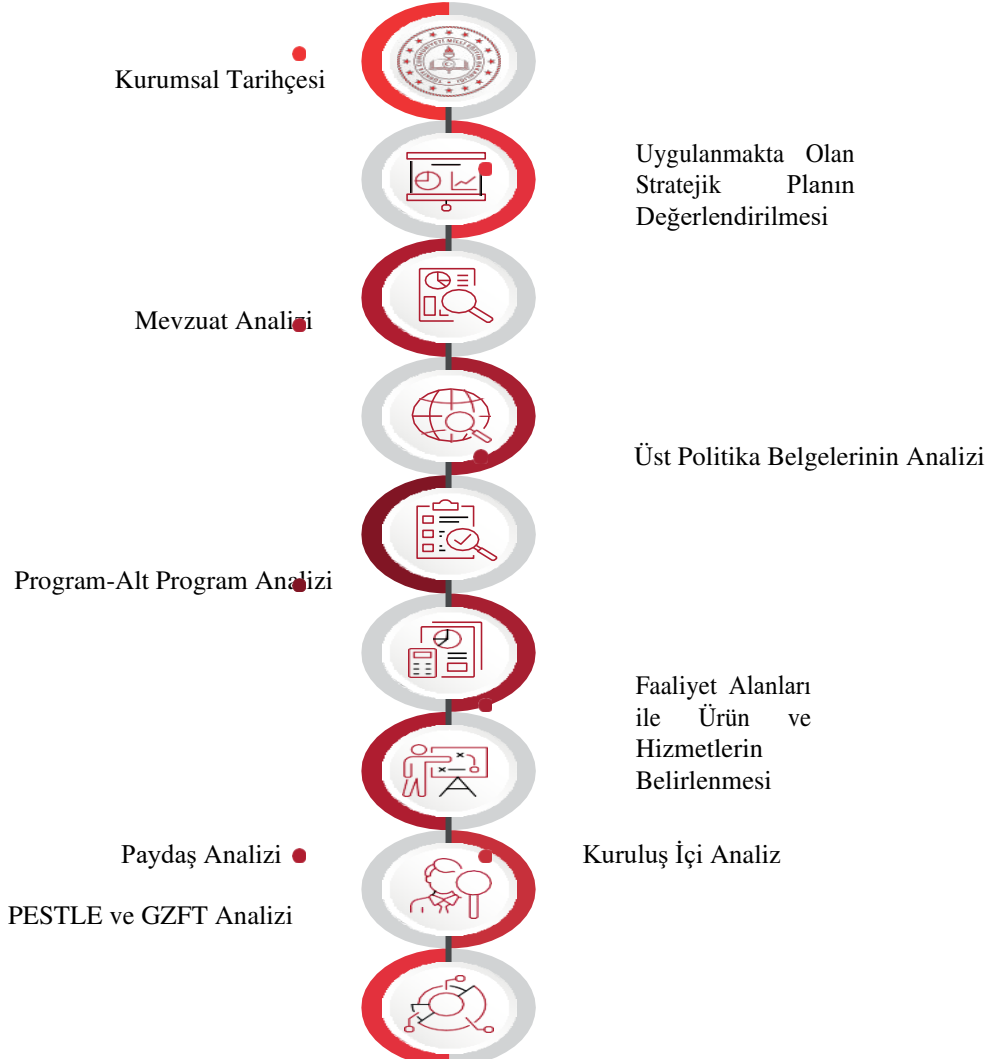 Kurumsal Tarihçesi
Uygulanmakta Olan
Stratejik Planın
Değerlendirilmesi
Mevzuat Analizi
Üst Politika Belgelerinin Analizi
Program-Alt Program Analizi
Faaliyet Alanları
ile Ürün ve
Hizmetlerin
Belirlenmesi
Paydaş Analizi
Kuruluş İçi Analiz
PESTLE ve GZFT Analizi